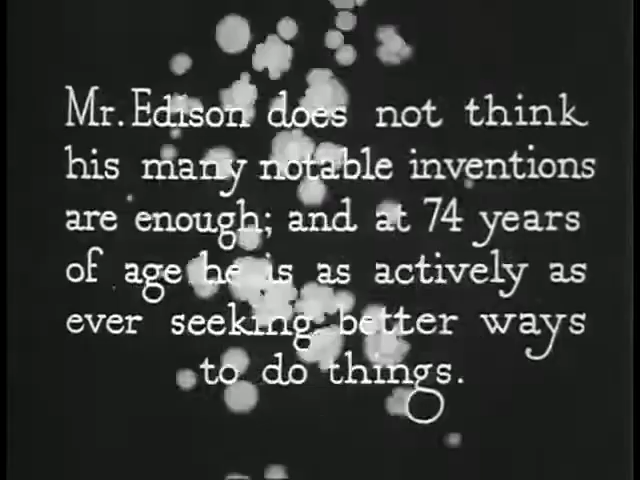 Mr. Edison does not think
his many notable inventions
are enough; and at 74 years
of age he is as actively as
ever seeking better ways
to do things.